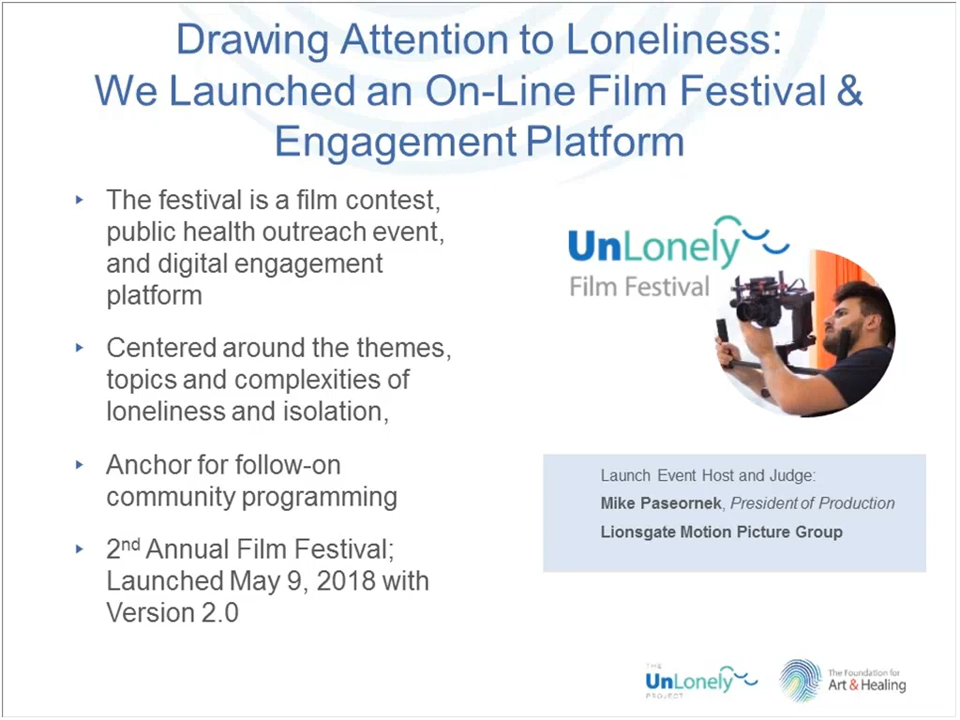 Drawing Attention to Loneliness:
We Launched an On-Line Film Festival &
Engagement Platform
‣ The festival is a film contest,
public health outreach event,
and digital engagement
platform
‣ Centered around the themes,
topics and complexities of
loneliness and isolation,
‣ Anchor for follow-on
community programming
‣ 2nd Annual Film Festival;
Launched May 9, 2018 with
Version 2.0
UnLonely
Film Festival
Launch Event Host and Judge:
Mike Paseornek, President of Production
Lionsgate Motion Picture Group
THE
UnLonely
PROJECT
The Foundation for
Art & Healing